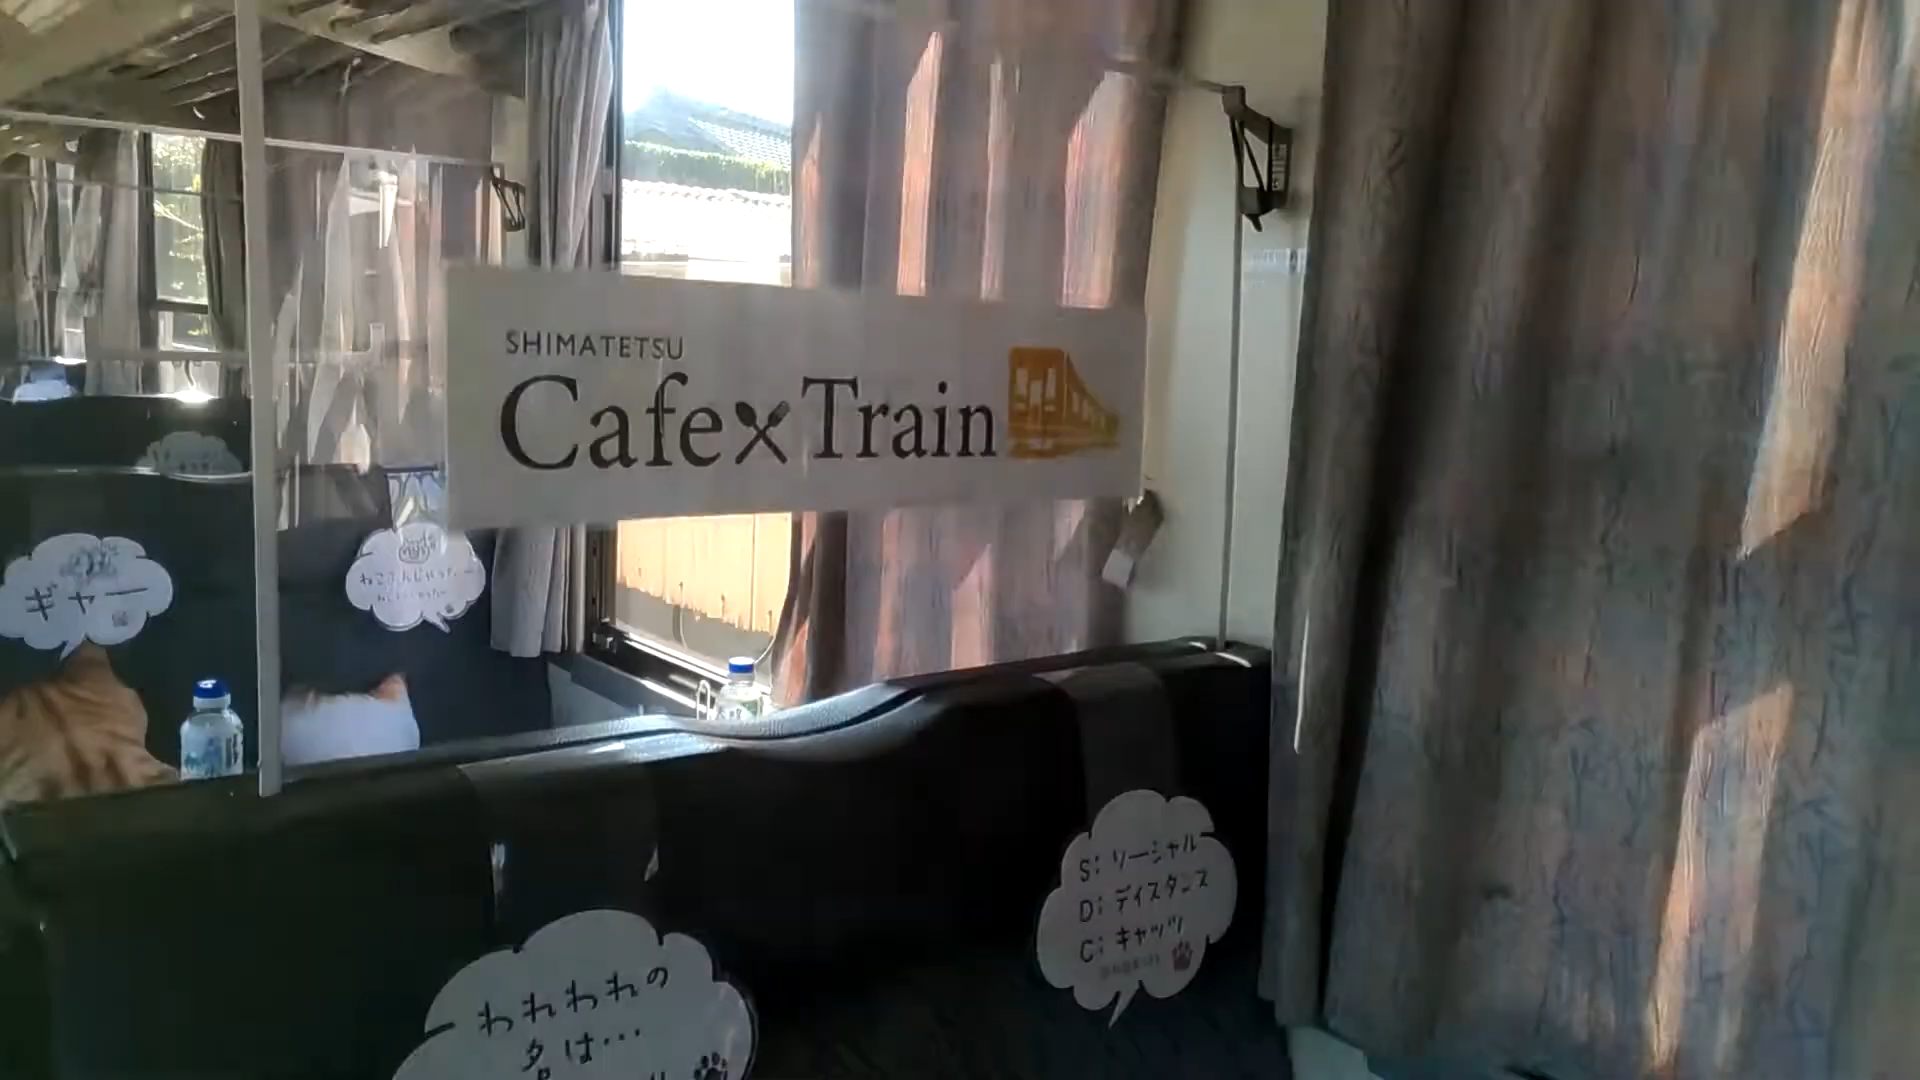 SHIMATETSU
Cafe×Train
ギャー
S: ソーシャル
D: ディスタンス
C: キャッツ
われわれの
名は…